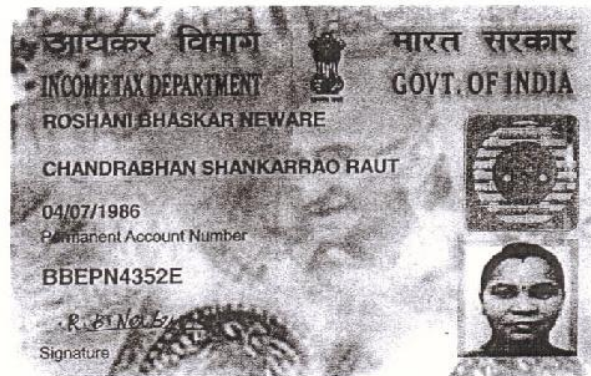 आयकर विभाग
भारत सरकार
INCOME TAX DEPARTMENT
GOVT. OF INDIA
ROSHANI BHASKAR NEWARE
CHANDRABHAN SHANKARRAO RAUT
04/07/1986
Permanent Account Number
BBEPN4352E
Signature